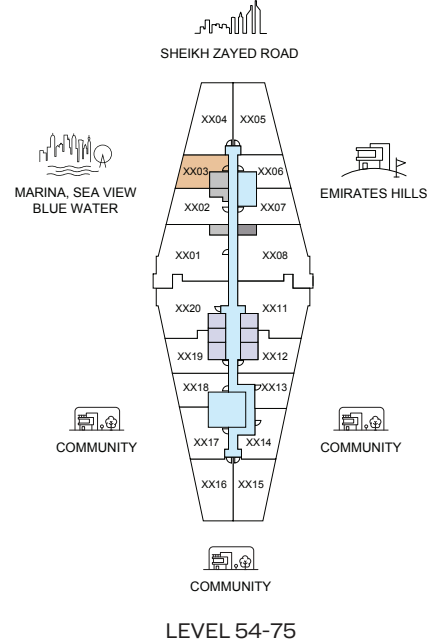 SHEIKH ZAYED ROAD
XX04 XX05
MARINA, SEA VIEW
BLUE WATER
EMIRATES HILLS
XX03 XX06
XX02 XX07
XX01 XX08
XX20 XX11
XX19 XX12
XX18 XX13
XX17 XX14
COMMUNITY
COMMUNITY
XX16 XX15
COMMUNITY
LEVEL 54-75